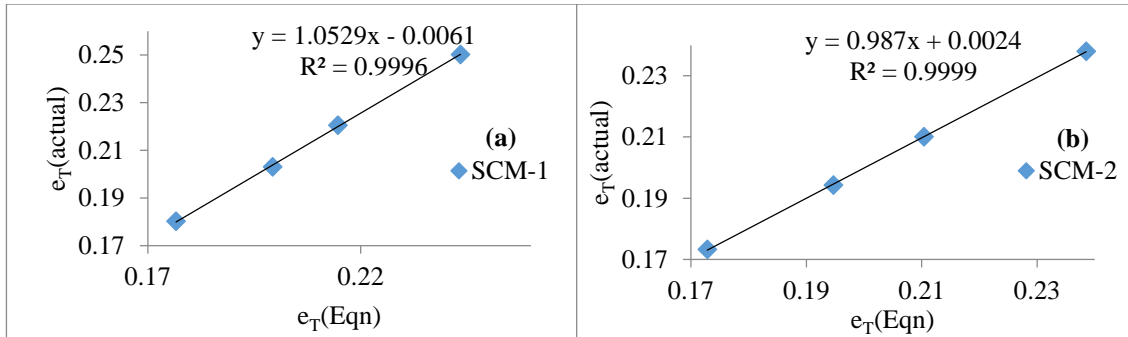 y = 1.0529x - 0.0061
R² = 0.9996
0.25
0.23
0.21
0.19
0.17
e_T(actual)
(a)
SCM-1
0.17 0.22
e_T(Eqn)
y = 0.987x + 0.0024
R² = 0.9999
0.23
0.21
0.19
0.17
e_T(actual)
(b)
SCM-2
0.17 0.19 0.21 0.23
e_T(Eqn)